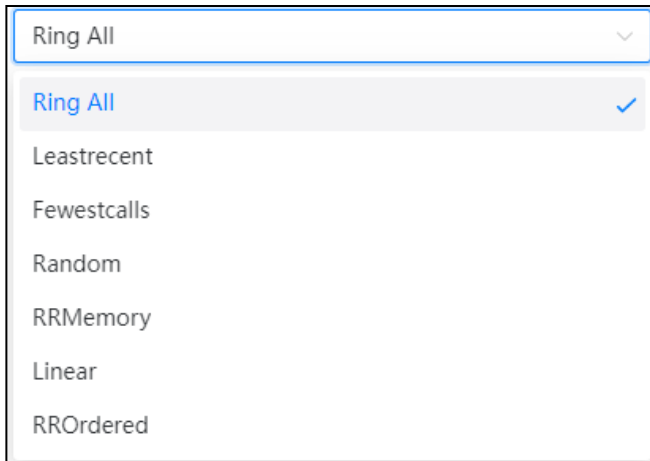 Ring All
Ring All
Leastrecent
Fewestcalls
Random
RRMemory
Linear
RROrdered